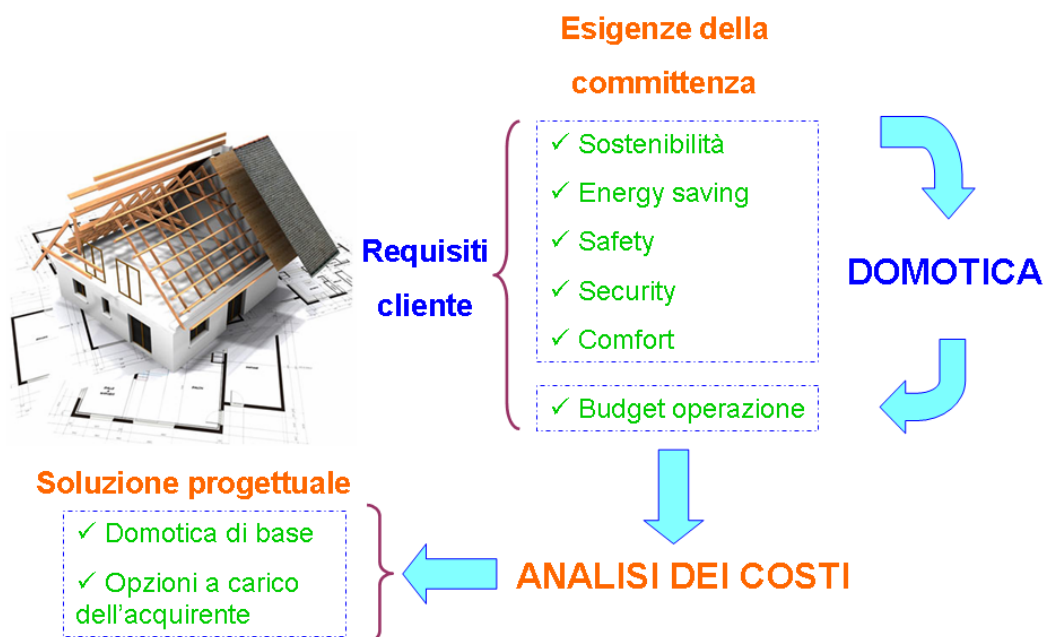 Esigenze della
committenza
✓ Sostenibilità
✓ Energy saving
✓ Safety
✓ Security
✓ Comfort
✓ Budget operazione
Requisiti
cliente
DOMOTICA
ANALISI DEI COSTI
Soluzione progettuale
✓ Domotica di base
✓ Opzioni a carico
dell'acquirente